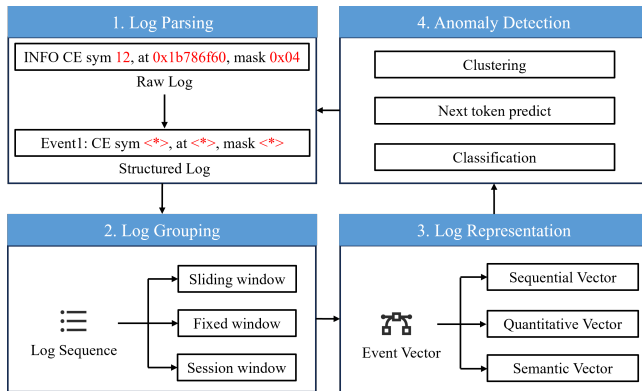 1. Log Parsing
INFO CE sym 12, at 0x1b786f60, mask 0x04
Raw Log
Event1: CE sym <*>, at <*>, mask <*>
Structured Log
2. Log Grouping
Log Sequence
Sliding window
Fixed window
Session window
3. Log Representation
Event Vector
Sequential Vector
Quantitative Vector
Semantic Vector
4. Anomaly Detection
Clustering
Next token predict
Classification